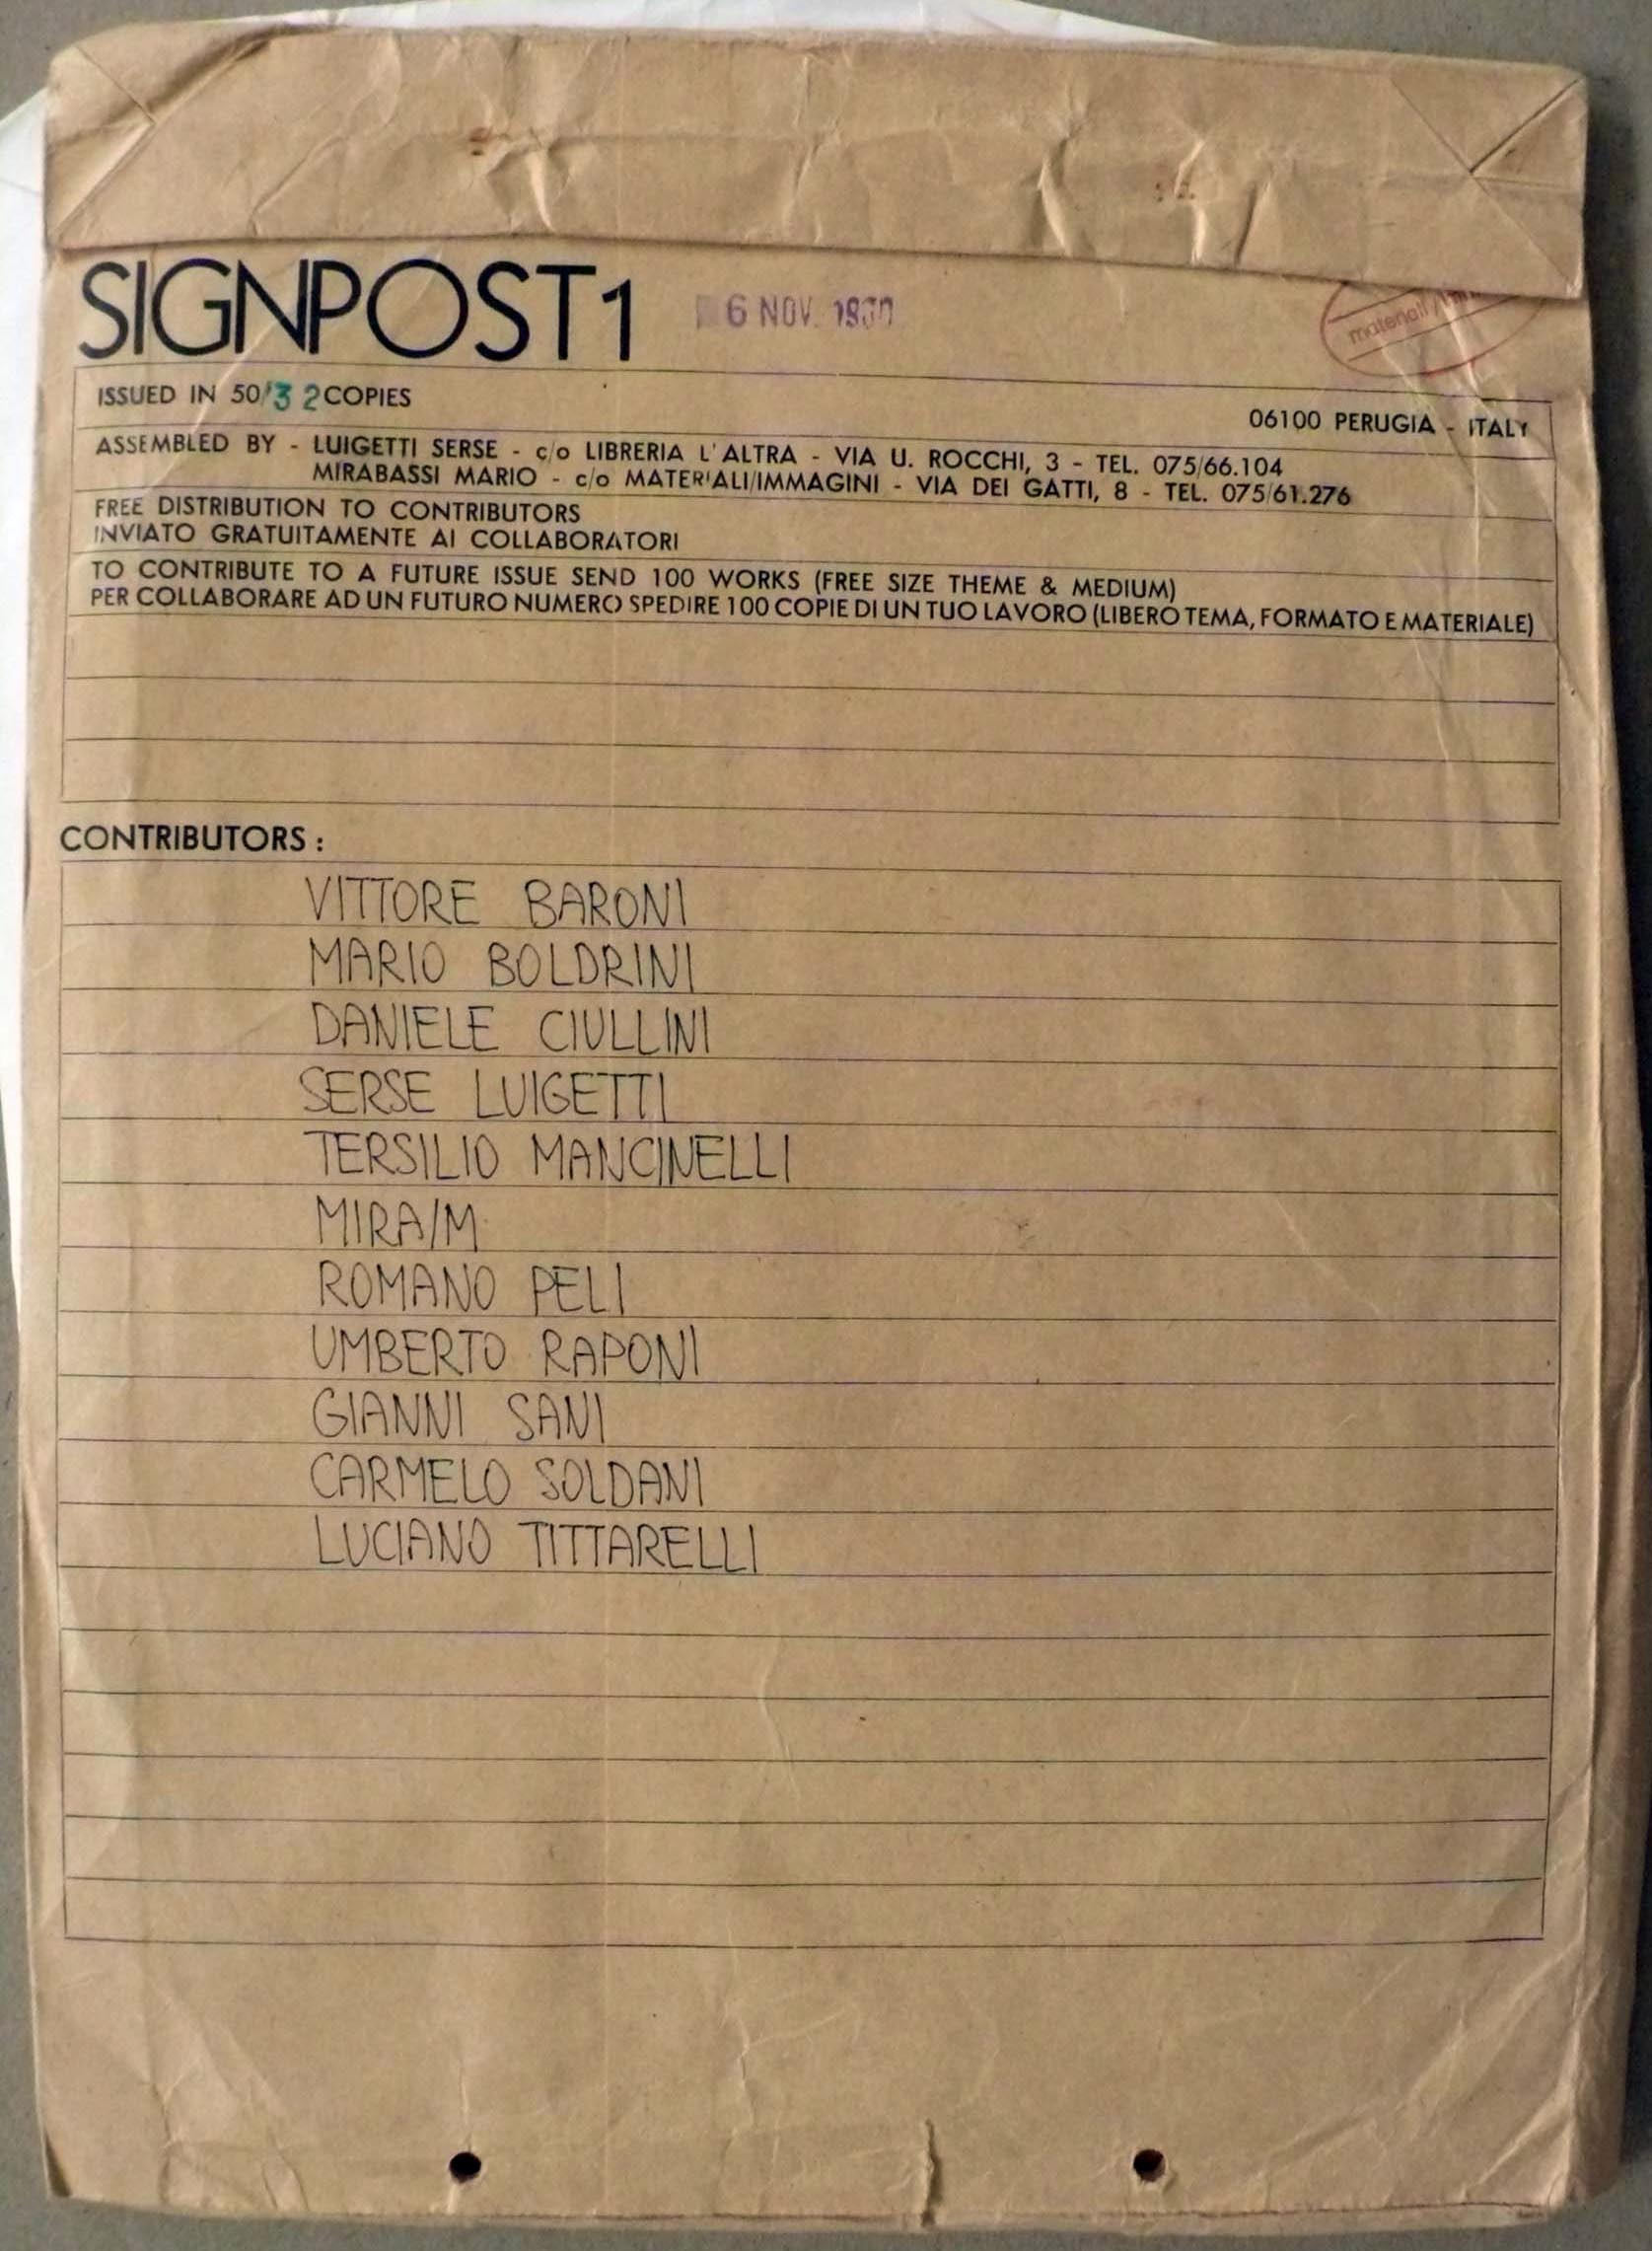 SIGNPOST1
6 NOV.
ISSUED IN 50/32 COPIES
06100 PERUGIA - ITALY
ASSEMBLED BY - LUIGETTI SERSE - c/o LIBRERIA L'ALTRA - VIA U. ROCCHI, 3 - TEL. 075/66.104
MIRABASSI MARIO - c/o MATERIALI/IMMAGINI - VIA DEI GATTI, 8 - TEL. 075/61.276
FREE DISTRIBUTION TO CONTRIBUTORS
INVIATO GRATUITAMENTE AI COLLABORATORI
TO CONTRIBUTE TO A FUTURE ISSUE SEND 100 WORKS (FREE SIZE THEME & MEDIUM)
PER COLLABORARE AD UN FUTURO NUMERO SPEDIRE 100 COPIE DI UN TUO LAVORO (LIBERO TEMA, FORMATO E MATERIALE)
CONTRIBUTORS:
VITTORE BARONI
MARIO BOLDRINI
DANIELE CIULLINI
SERSE LUIGETTI
TERSILIO MANCINELLI
MIRA/M
ROMANO PELI
UMBERTO RAPONI
GIANNI SANI
CARMELO SOLDANI
LUCIANO TITTARELLI